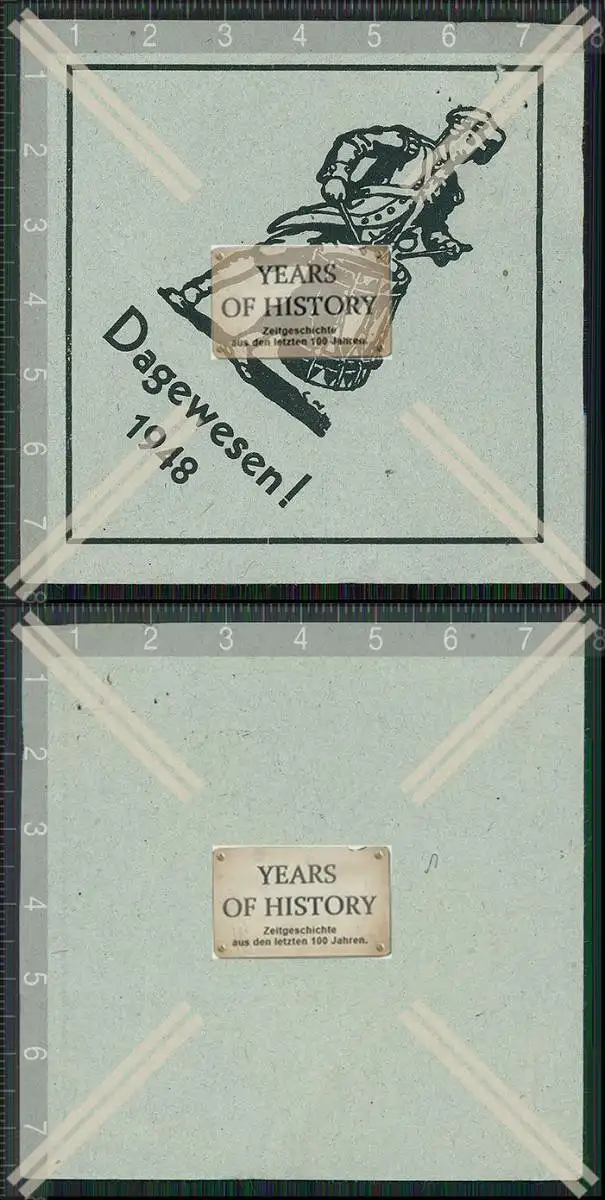 1 2 3 4 5 6 7 8
1
2
3
4
5
6
7
8
YEARS
OF HISTORY
Zeitgeschichte
aus den letzten 100 Jahren.
Dagewesen!
1948
1 2 3 4 5 6 7 8
1
2
3
4
5
6
7
YEARS
OF HISTORY
Zeitgeschichte
aus den letzten 100 Jahren.